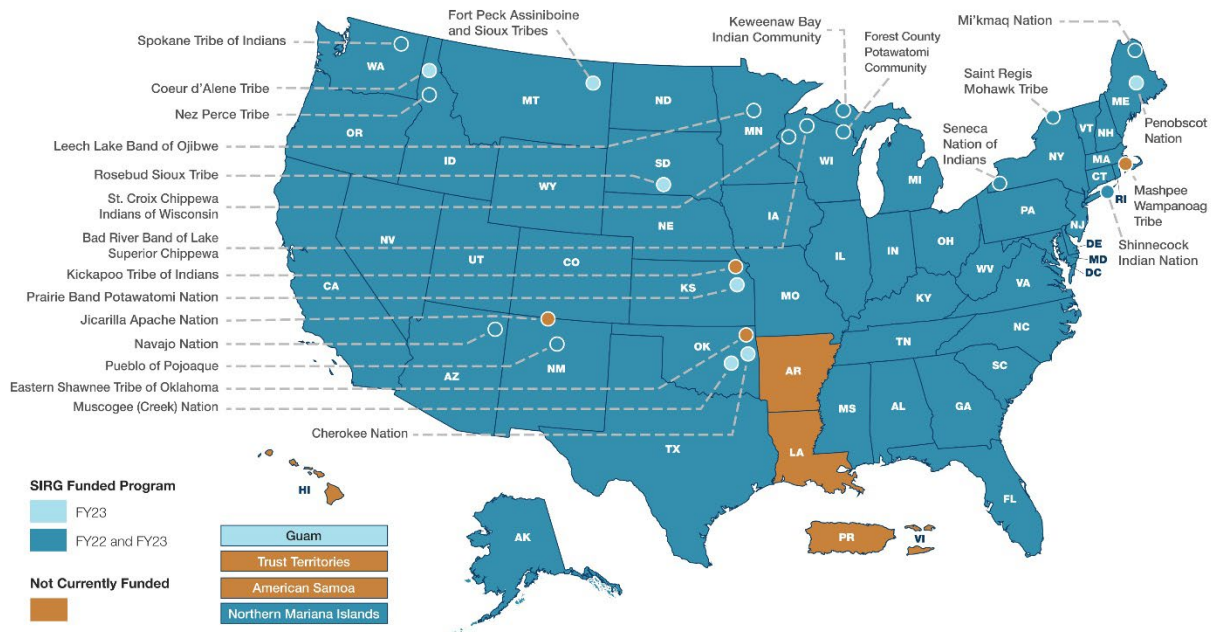 Fort Peck Assiniboine
and Sioux Tribes
Keweenaw Bay
Indian Community
Mi'kmaq Nation
Spokane Tribe of Indians
Forest County
Potawatomi
Community
Saint Regis
Mohawk Tribe
Coeur d'Alene Tribe
Nez Perce Tribe
Penobscot
Nation
Leech Lake Band of Ojibwe
Seneca
Nation
of Indians
Rosebud Sioux Tribe
St. Croix Chippewa
Indians of Wisconsin
Mashpee
Wampanoag
Tribe
Bad River Band of Lake
Superior Chippewa
Shinnecock
Indian Nation
Kickapoo Tribe of Indians
Prairie Band Potawatomi Nation
Jicarilla Apache Nation
Navajo Nation
Pueblo of Pojoaque
Eastern Shawnee Tribe of Oklahoma
Muscogee (Creek) Nation
Cherokee Nation
WA
MT
ND
MN
ME
VT
NH
OR
ID
SD
WI
NY
MA
CT
RI
WY
MI
IA
PA
NJ
NE
NV
UT
CO
IL
IN
OH
DE
MD
DC
CA
KS
MO
WV
VA
KY
NC
TN
OK
AZ
NM
AR
SC
MS
AL
GA
TX
LA
FL
HI
AK
PR
VI
SIRG Funded Program
FY23
FY22 and FY23
Not Currently Funded
Guam
Trust Territories
American Samoa
Northern Mariana Islands